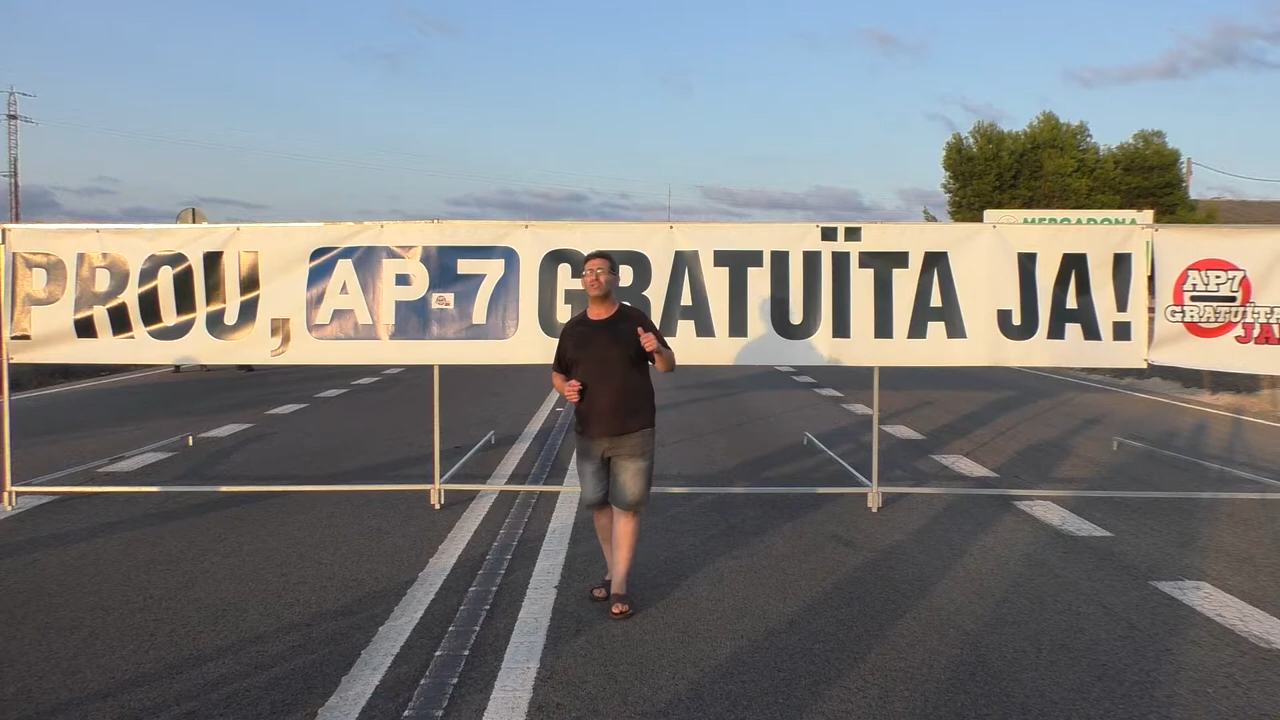 MERCADONA
PROU, AP-7 GRATUÏTA JA!
AP7
GRATUÏTA
JA